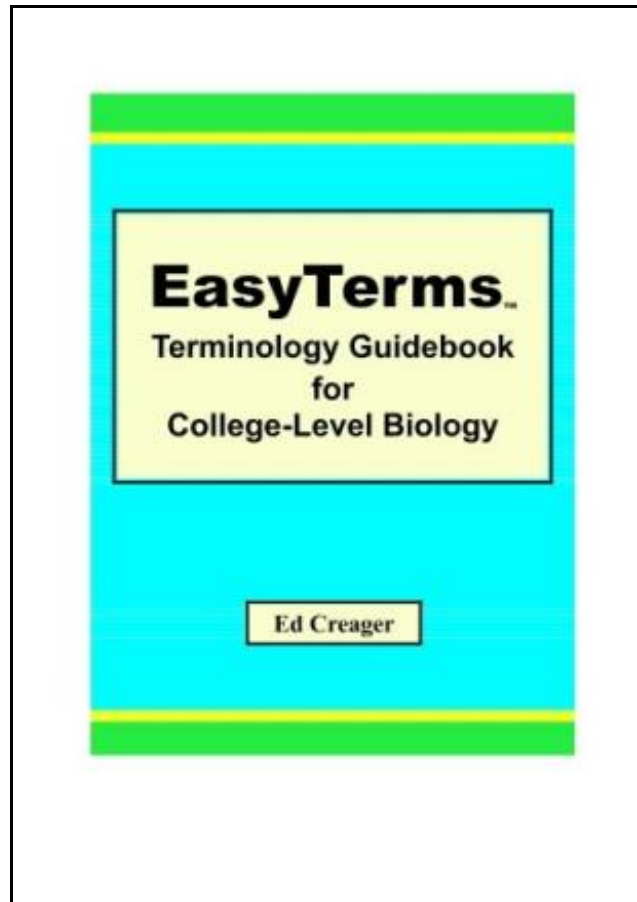 EasyTerms™
Terminology Guidebook
for
College-Level Biology
Ed Creager